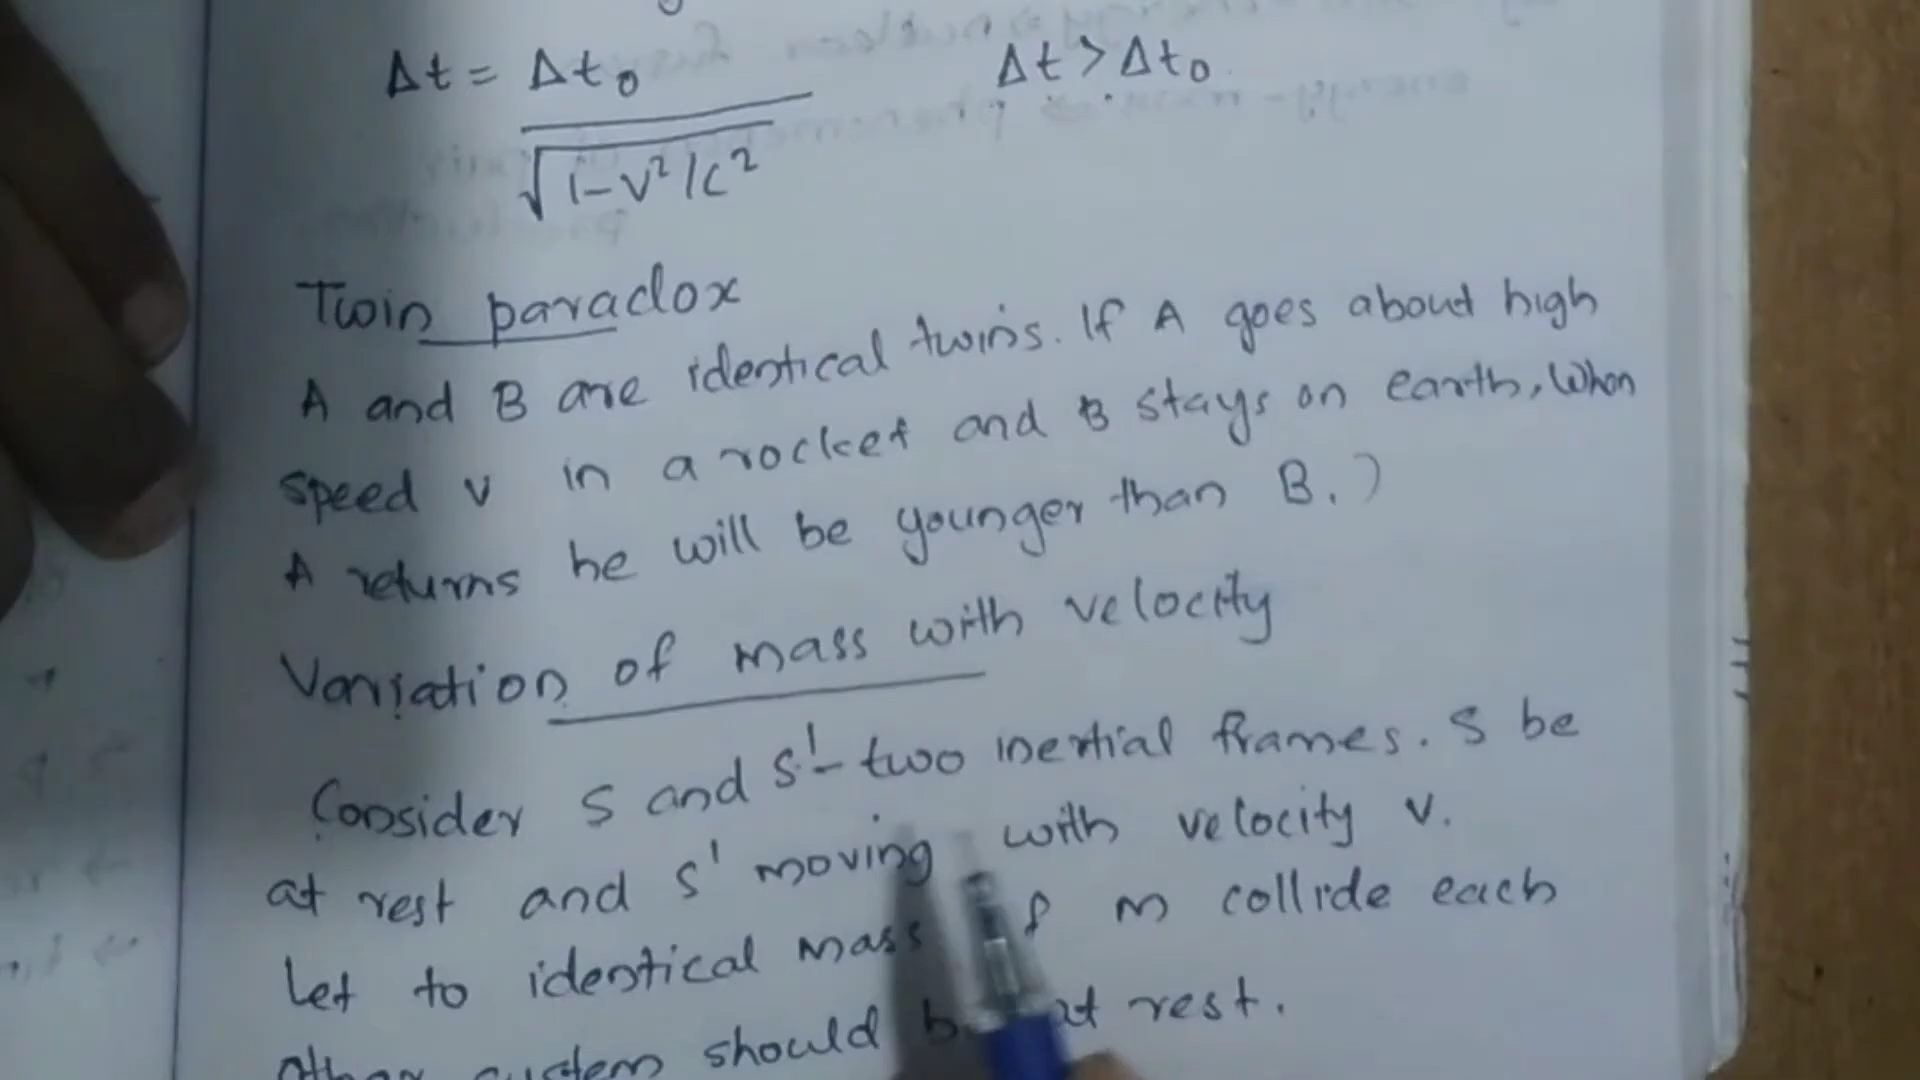 Δt = Δt₀ / √1-v²/c²    Δt > Δt₀
Twin paradox
A and B are identical twins. If A goes about high
speed v in a rocket and B stays on earth, When
A returns he will be younger than B.)
Variation of mass with velocity
Consider S and S'- two inertial frames. S be
at rest and S' moving with velocity v.
Let to identical mass m collide each
should at rest.